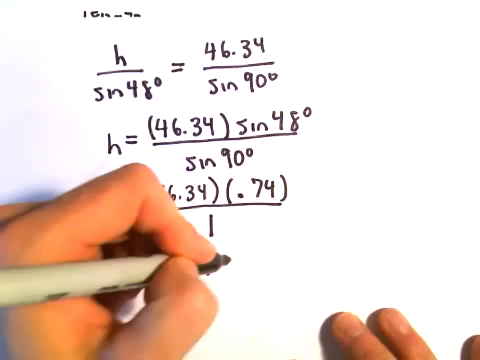 h/sin48° = 46.34/sin90°
h = (46.34) sin48°/sin90°
6.34)(.74)/1